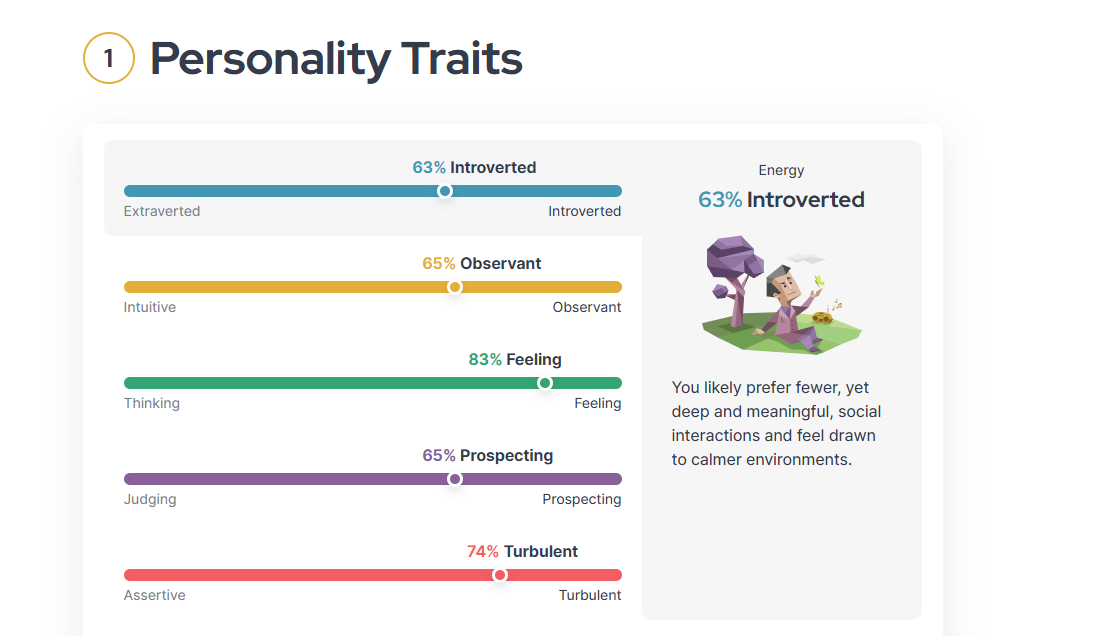 1 Personality Traits
63% Introverted
Extraverted Introverted
65% Observant
Intuitive Observant
83% Feeling
Thinking Feeling
65% Prospecting
Judging Prospecting
74% Turbulent
Assertive Turbulent
Energy
63% Introverted
You likely prefer fewer, yet
deep and meaningful, social
interactions and feel drawn
to calmer environments.